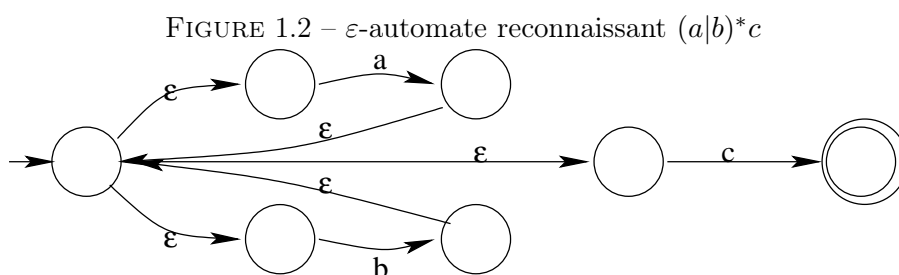 FIGURE 1.2 – ε-automate reconnaissant (a|b)*c
a
ε
ε
ε
c
ε
ε
b